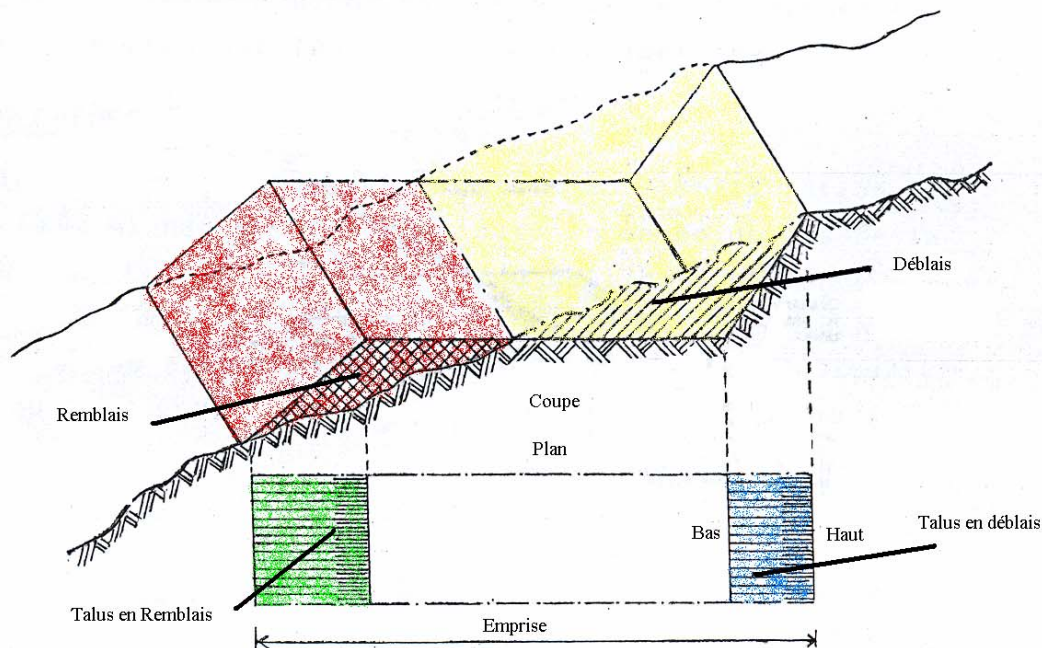 Déblais
Remblais
Coupe
Plan
Bas
Haut
Talus en déblais
Talus en Remblais
Emprise